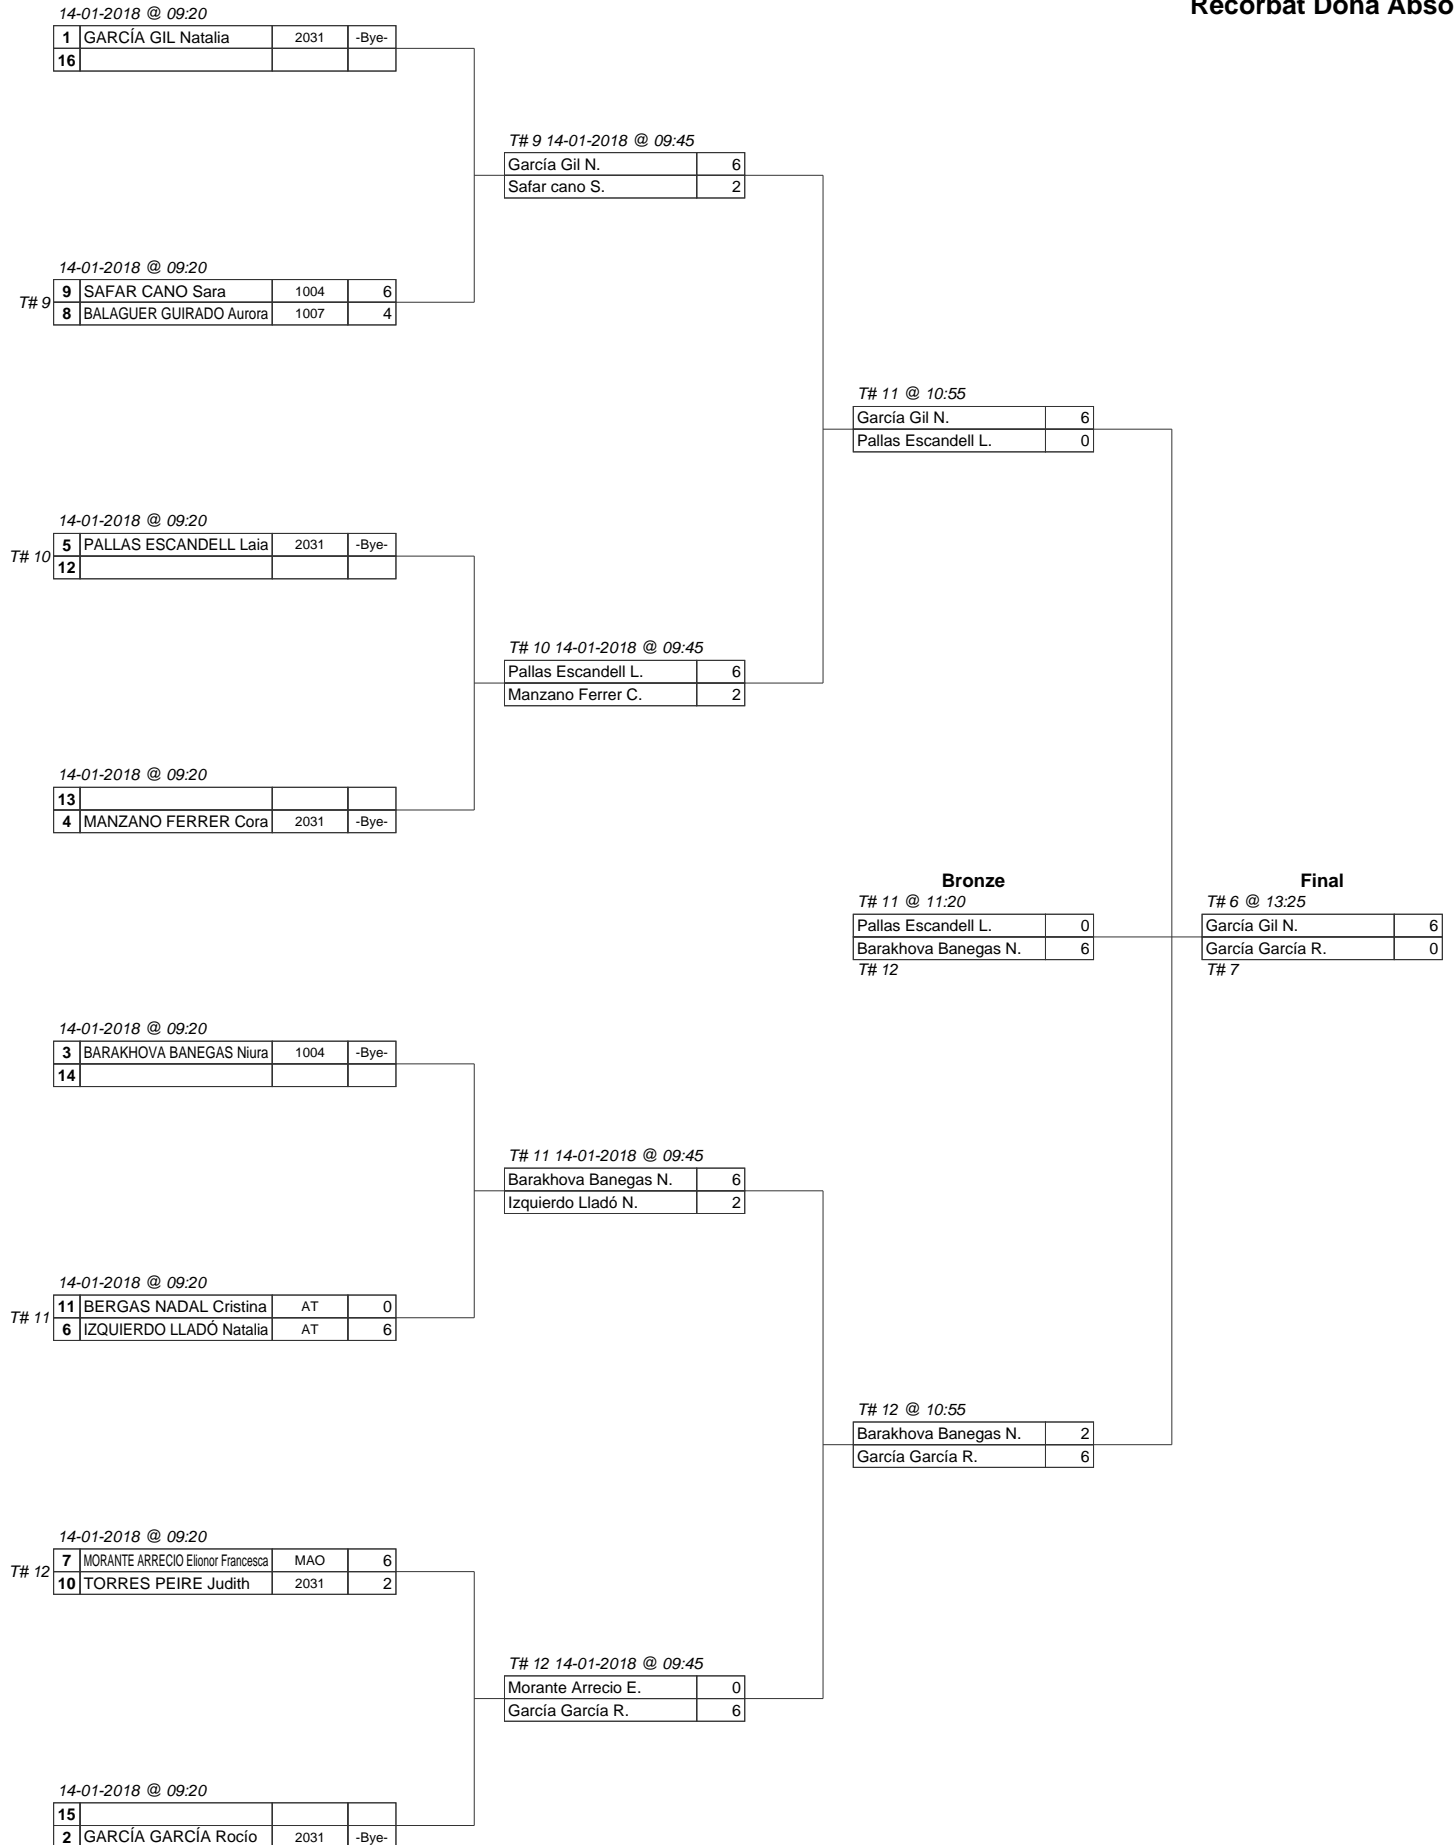 Recorbat Dona Abso
14-01-2018 @ 09:20
1 GARCÍA GIL Natalia 2031 -Bye-
16
T# 9 14-01-2018 @ 09:45
García Gil N. 6
Safar cano S. 2
14-01-2018 @ 09:20
T# 9
9 SAFAR CANO Sara 1004 6
8 BALAGUER GUIRADO Aurora 1007 4
T# 11 @ 10:55
García Gil N. 6
Pallas Escandell L. 0
14-01-2018 @ 09:20
T# 10
5 PALLAS ESCANDELL Laia 2031 -Bye-
12
T# 10 14-01-2018 @ 09:45
Pallas Escandell L. 6
Manzano Ferrer C. 2
14-01-2018 @ 09:20
13
4 MANZANO FERRER Cora 2031 -Bye-
Bronze
T# 11 @ 11:20
Pallas Escandell L. 0
Barakhova Banegas N. 6
T# 12
Final
T# 6 @ 13:25
García Gil N. 6
García García R. 0
T# 7
14-01-2018 @ 09:20
3 BARAKHOVA BANEGAS Niura 1004 -Bye-
14
T# 11 14-01-2018 @ 09:45
Barakhova Banegas N. 6
Izquierdo Lladó N. 2
14-01-2018 @ 09:20
T# 11
11 BERGAS NADAL Cristina AT 0
6 IZQUIERDO LLADÓ Natalia AT 6
T# 12 @ 10:55
Barakhova Banegas N. 2
García García R. 6
14-01-2018 @ 09:20
T# 12
7 MORANTE ARRECIO Elionor Francesca MAO 6
10 TORRES PEIRE Judith 2031 2
T# 12 14-01-2018 @ 09:45
Morante Arrecio E. 0
García García R. 6
14-01-2018 @ 09:20
15
2 GARCÍA GARCÍA Rocío 2031 -Bye-